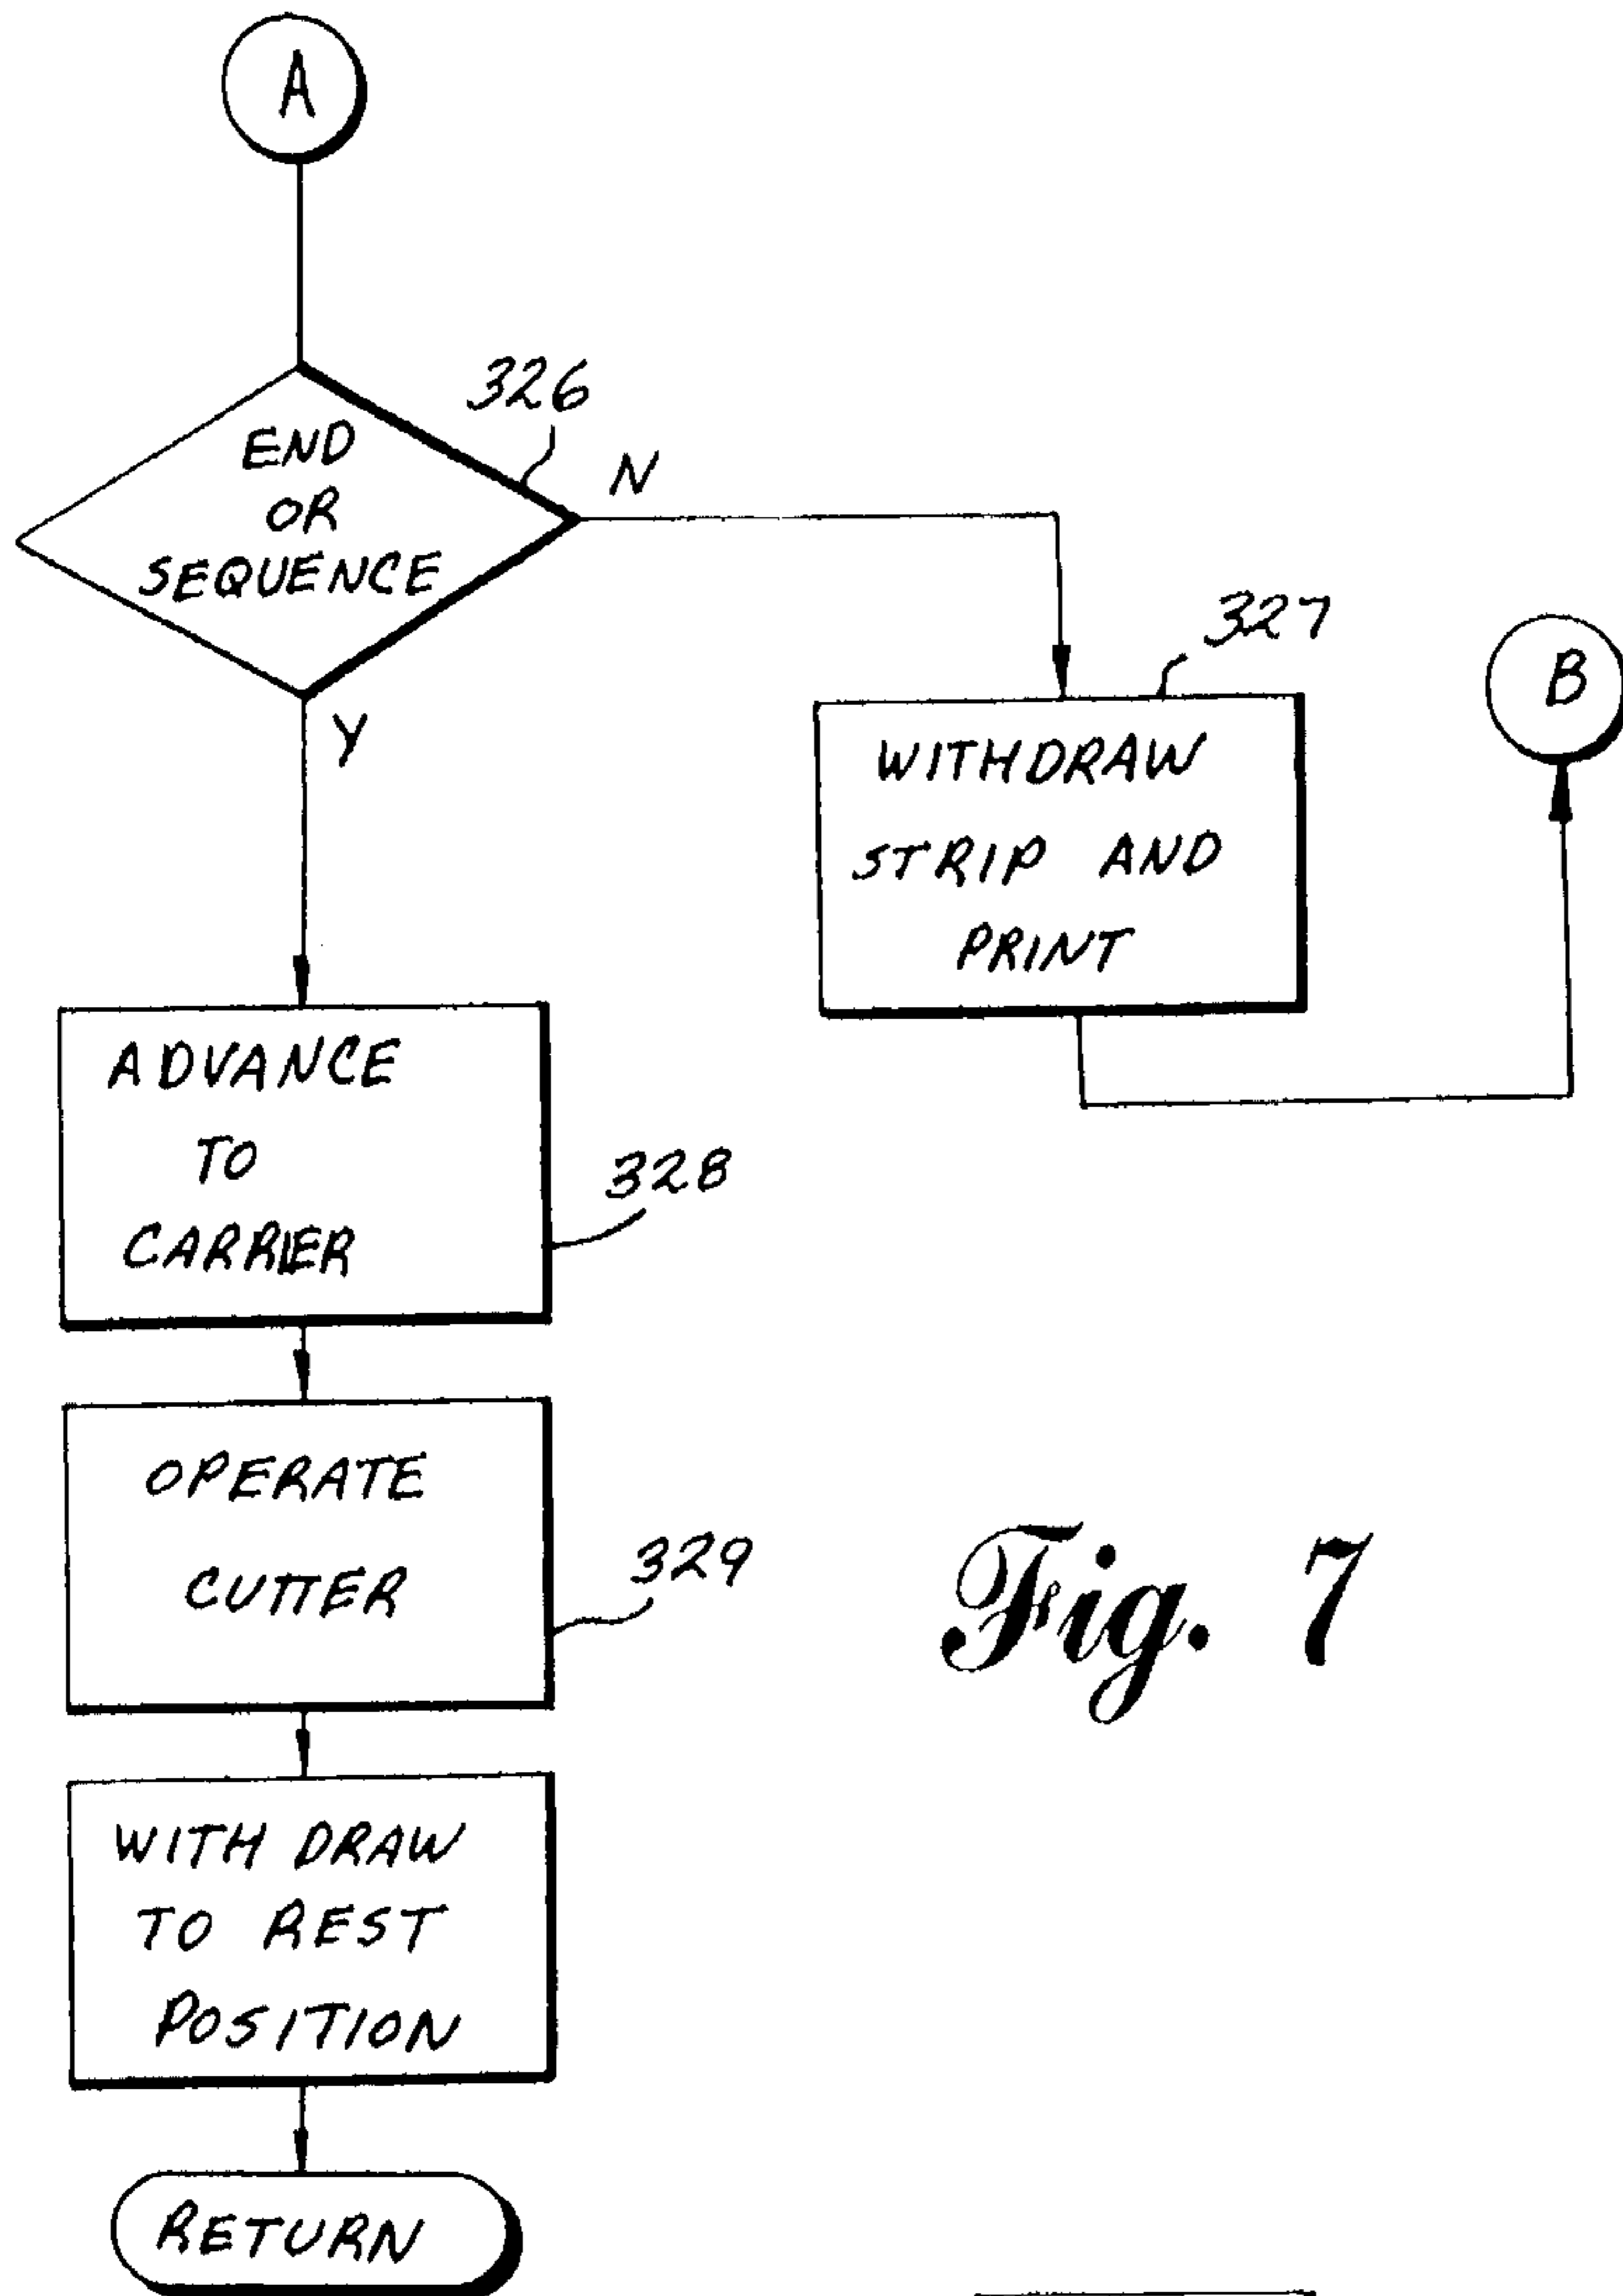 A
326
END
OR
SEQUENCE
N
Y
327
WITHDRAW
STRIP AND
PRINT
B
ADVANCE
TO
CARRIER
328
OPERATE
CUTTER
329
Fig. 7
WITH DRAW
TO REST
POSITION
RETURN